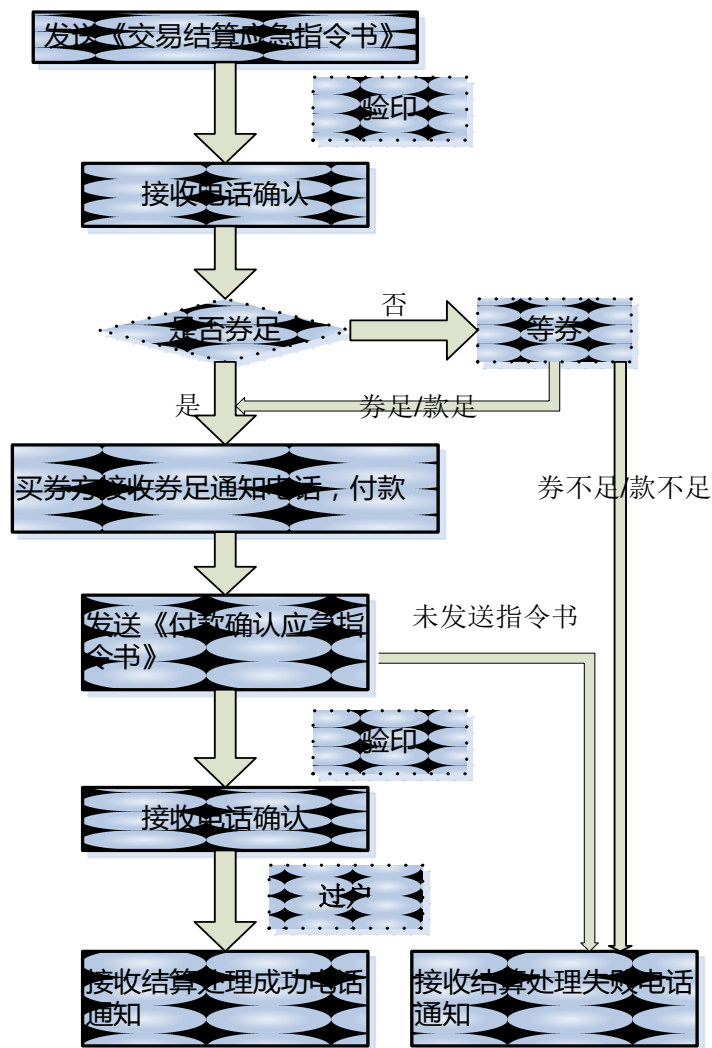 发送《交易结算应急指令书》
验印
接收电话确认
是否券足
否
等券
是
券足/款足
买券方接收券足通知电话，付款
券不足/款不足
发送《付款确认应急指
令书》
未发送指令书
验印
接收电话确认
过户
接收结算处理成功电话
通知
接收结算处理失败电话
通知